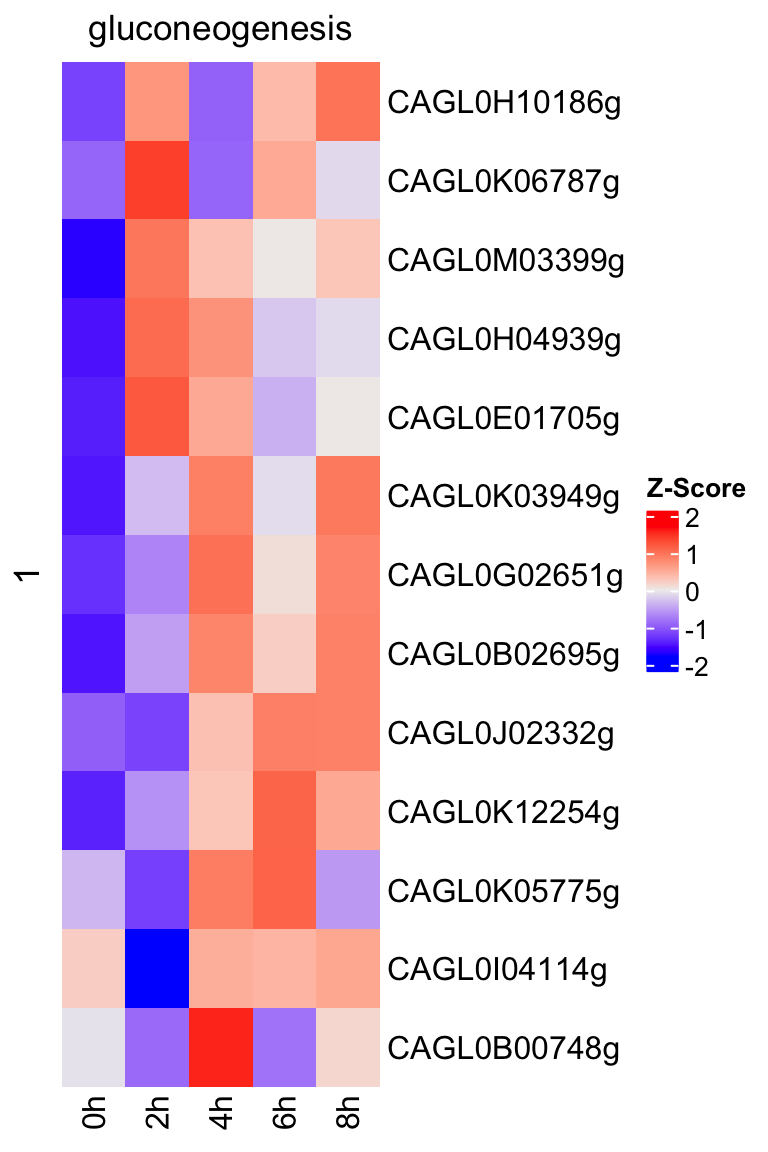 gluconeogenesis
CAGL0H10186g
CAGL0K06787g
CAGL0M03399g
CAGL0H04939g
CAGL0E01705g
CAGL0K03949g
CAGL0G02651g
CAGL0B02695g
CAGL0J02332g
CAGL0K12254g
CAGL0K05775g
CAGL0I04114g
CAGL0B00748g
1
0h 2h 4h 6h 8h
Z-Score
2
1
0
-1
-2